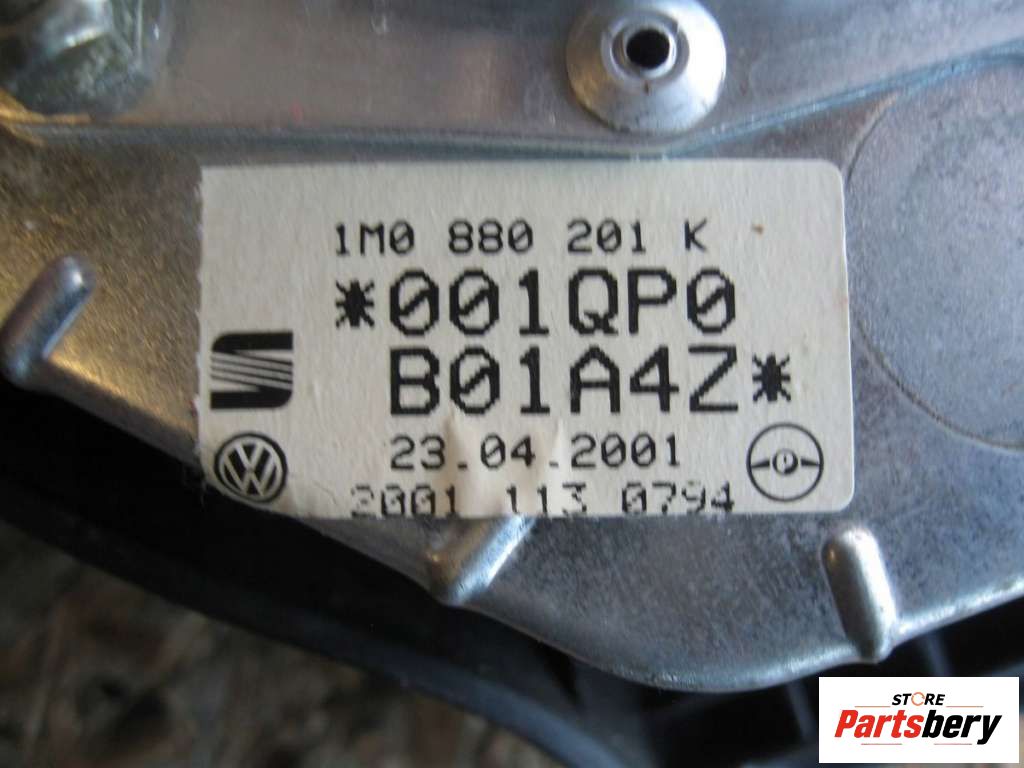 1M0 880 201 K
*001QP0
B01A4Z*
23.04.2001
2001 113 0794
STORE
Partsbery